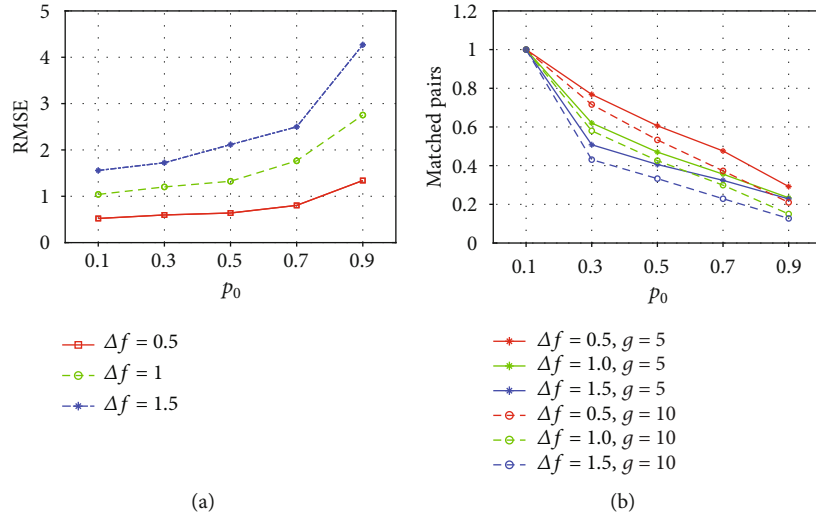 5
4
3
2
1
0
RMSE
0.1 0.3 0.5 0.7 0.9
p0
Δf = 0.5
Δf = 1
Δf = 1.5
(a)
1.2
1
0.8
0.6
0.4
0.2
0
Matched pairs
0.1 0.3 0.5 0.7 0.9
p0
Δf = 0.5, g = 5
Δf = 1.0, g = 5
Δf = 1.5, g = 5
Δf = 0.5, g = 10
Δf = 1.0, g = 10
Δf = 1.5, g = 10
(b)